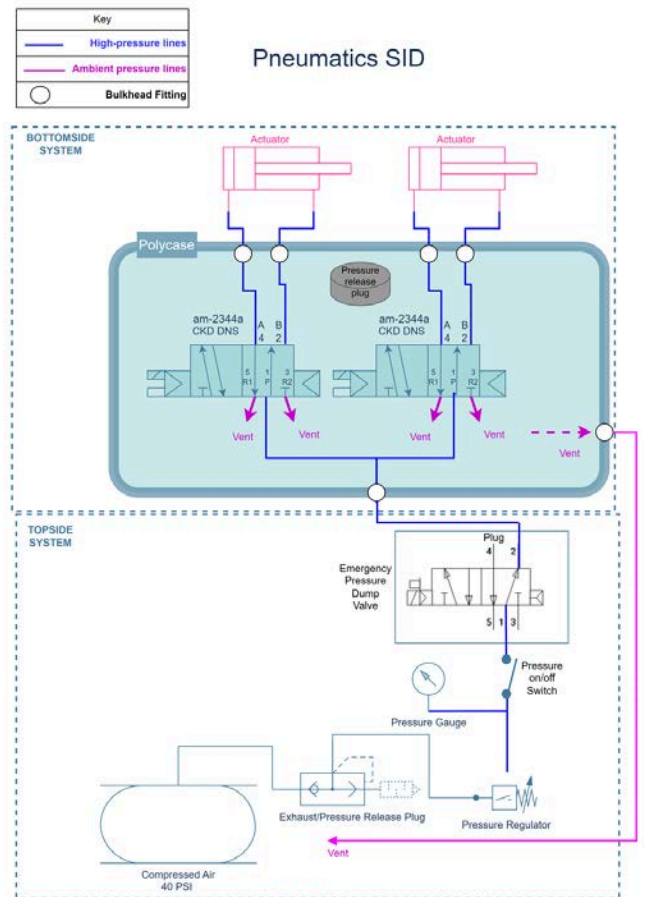 Key
High-pressure lines
Ambient pressure lines
Bulkhead Fitting
Pneumatics SID
BOTTOMSIDE
SYSTEM
Actuator
Actuator
Polycase
Pressure
release
plug
am-2344a
CKD DNS
A
4
B
2
am-2344a
CKD DNS
A
4
B
2
5
R1
1
P
3
R2
5
R1
1
P
3
R2
Vent
Vent
Vent
Vent
Vent
TOPSIDE
SYSTEM
Plug
4
2
Emergency
Pressure
Dump
Valve
5
1
3
Pressure
on/off
Switch
Pressure Gauge
Exhaust/Pressure Release Plug
Pressure Regulator
Vent
Compressed Air
40 PSI